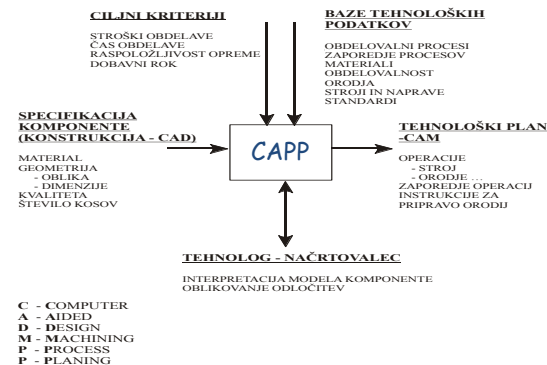 CILJNI KRITERIJI
STROŠKI OBDELAVE
ČAS OBDELAVE
RASPOLOŽLJIVOST OPREME
DOBAVNI ROK
BAZE TEHNOLOŠKIH
PODATKOV
OBDELOVALNI PROCESI
ZAPOREDJE PROCESOV
MATERIALI
OBDELOVALNOST
ORODJA
STROJI IN NAPRAVE
STANDARDI
SPECIFIKACIJA
KOMPONENTE
(KONSTRUKCIJA - CAD)
MATERIAL
GEOMETRIJA
- OBLIKA
- DIMENZIJE
KVALITETA
ŠTEVILO KOSOV
CAPP
TEHNOLOŠKI PLAN
-CAM
OPERACIJE
- STROJ
- ORODJE ...
ZAPOREDJE OPERACIJ
INSTRUKCIJE ZA
PRIPRAVO ORODIJ
TEHNOLOG - NAČRTOVALEC
INTERPRETACIJA MODELA KOMPONENTE
OBLIKOVANJE ODLOČITEV
C - COMPUTER
A - AIDED
D - DESIGN
M - MACHINING
P - PROCESS
P - PLANING